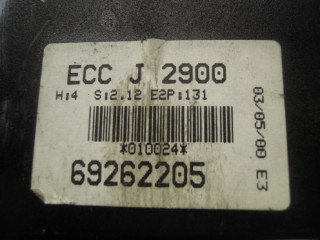 ECC J 2900
H:4 S:2.12 E2P:131
*010024*
69262205
03/05/00 E3